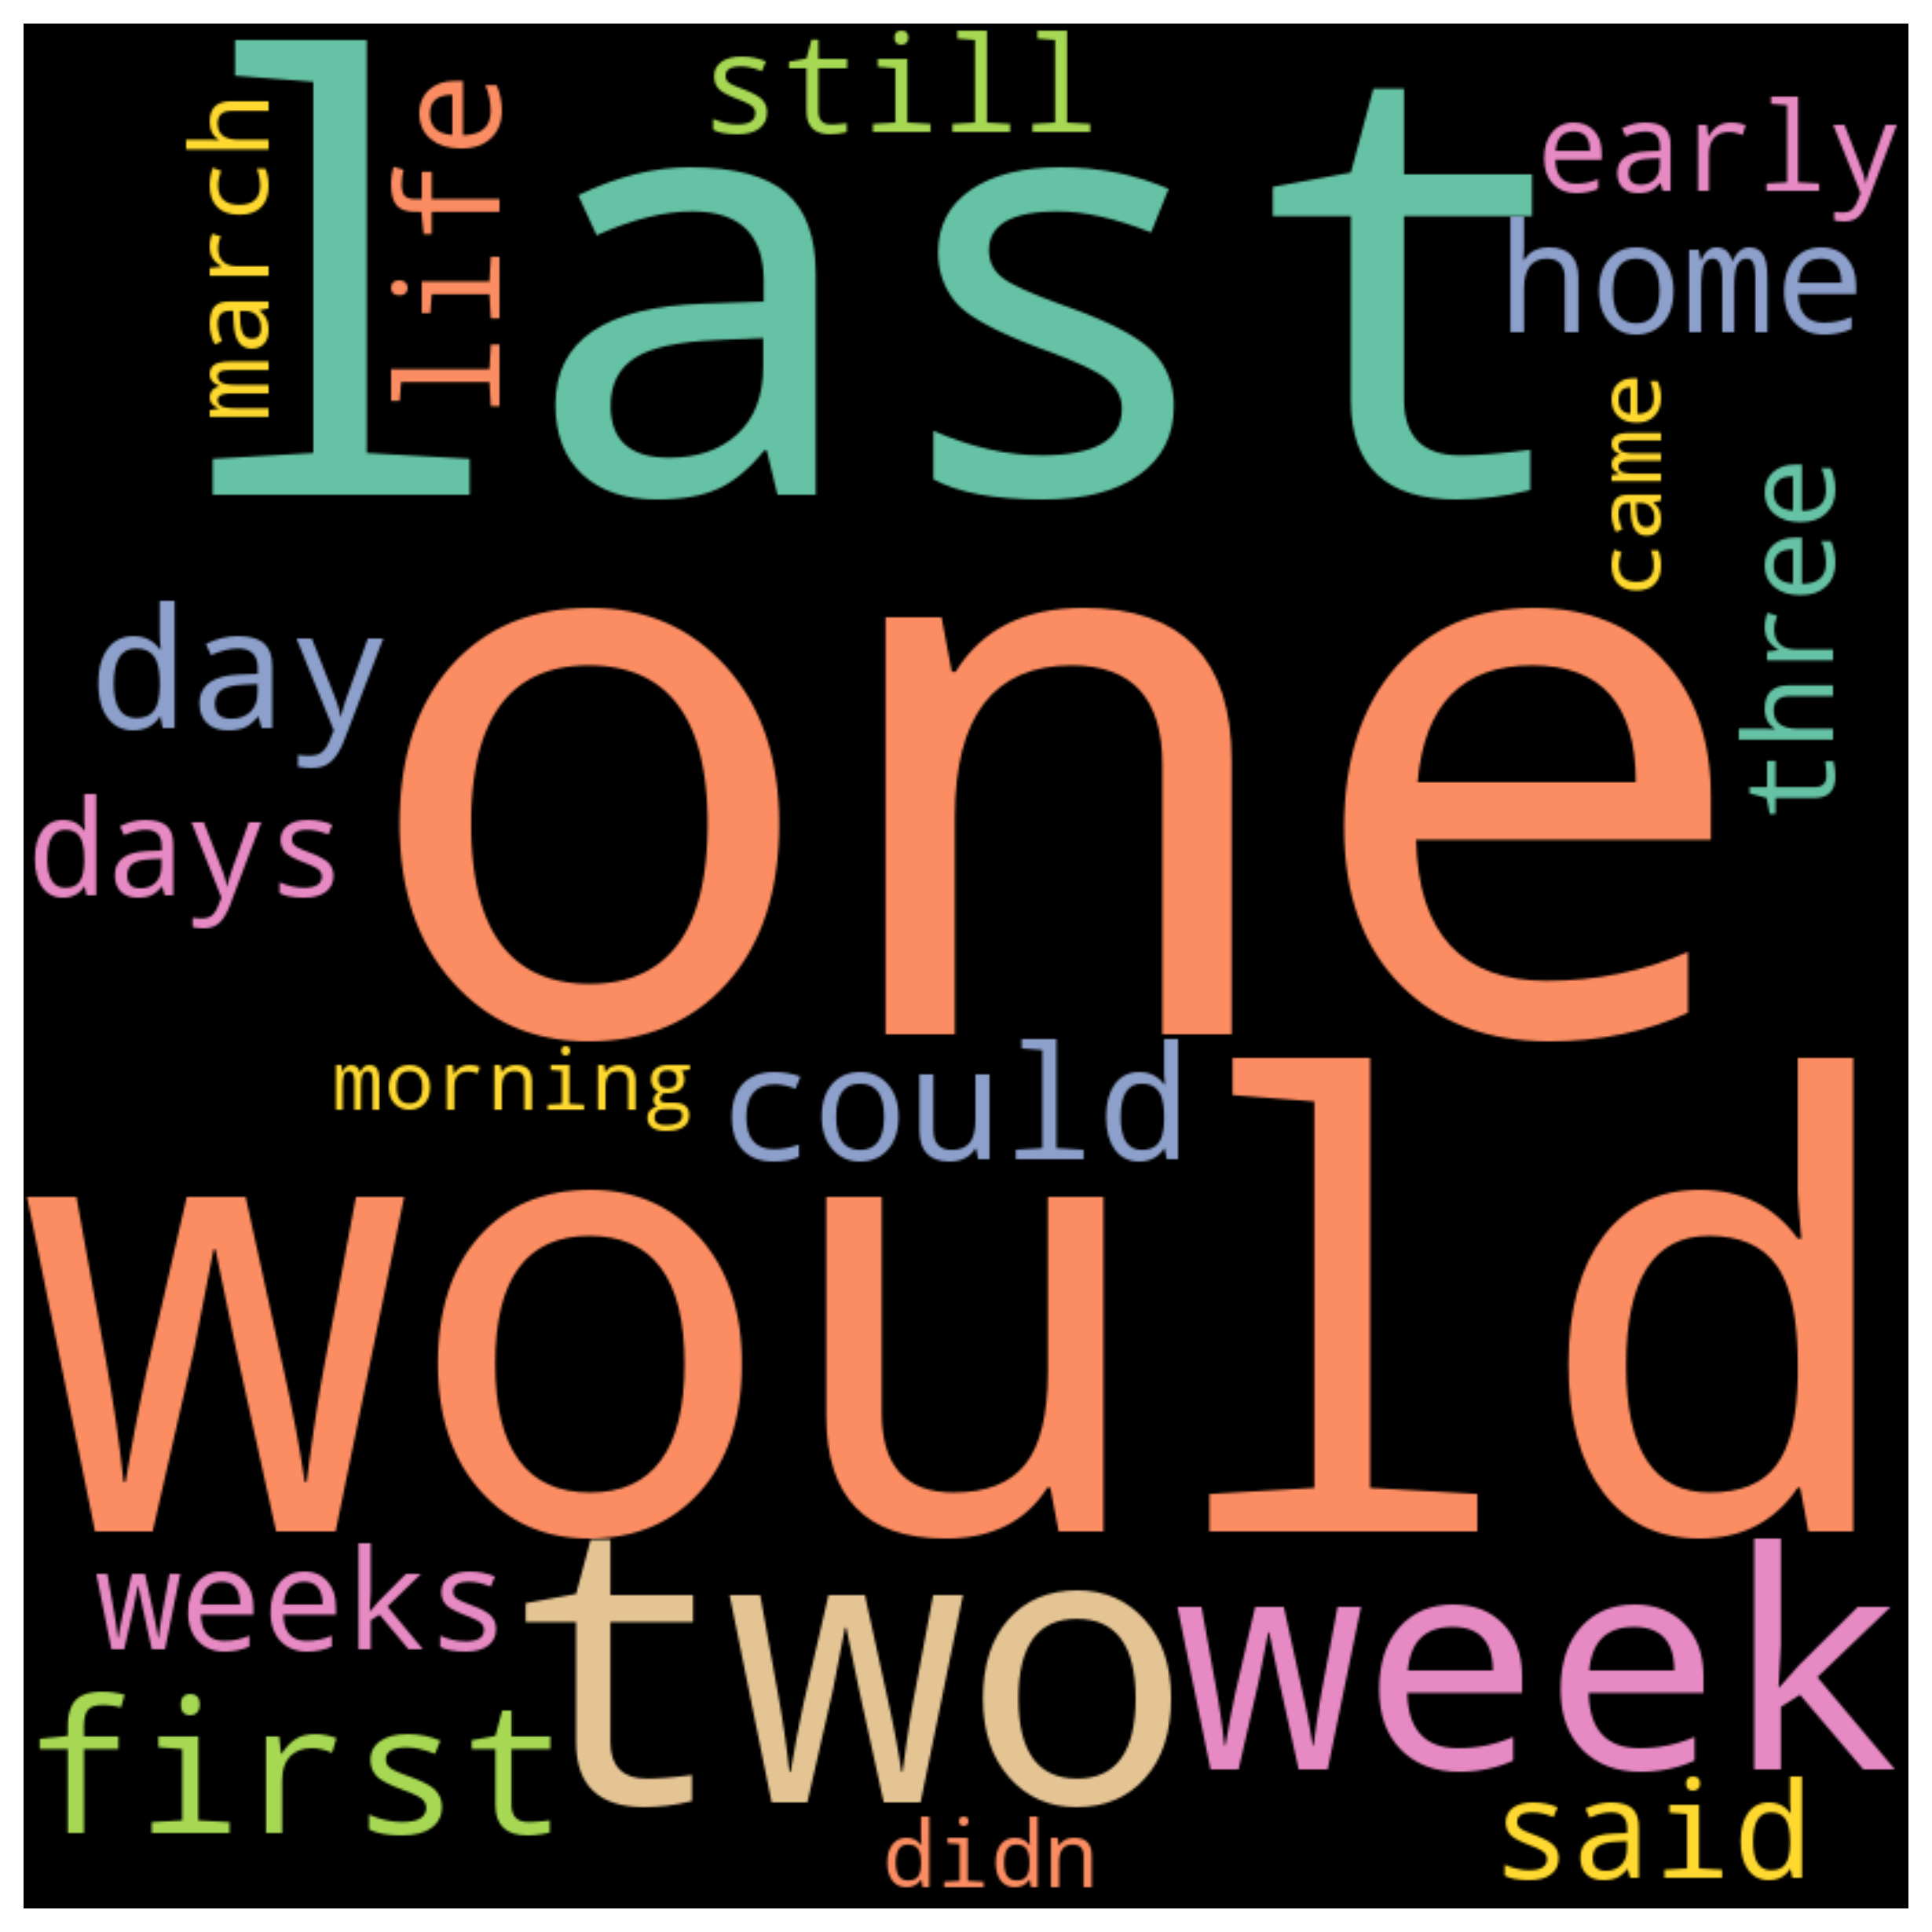 still
march
life
last
early
home
came
three
day
one
days
morning
could
would
weeks
two
week
first
said
didn